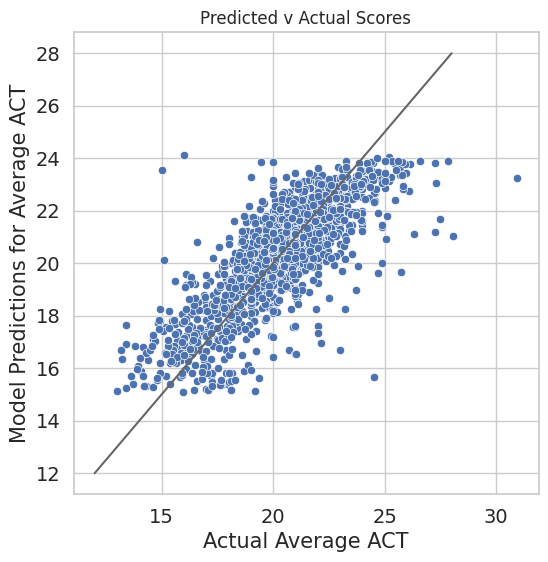 Predicted v Actual Scores
Model Predictions for Average ACT
28
26
24
22
20
18
16
14
12
15 20 25 30
Actual Average ACT